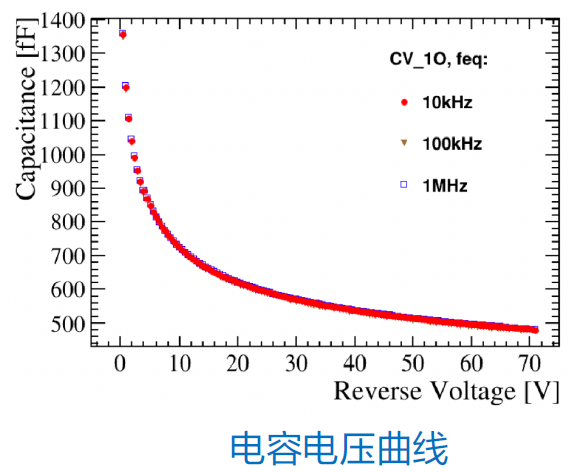 Capacitance [fF]
1400
1300
1200
1100
1000
900
800
700
600
500
CV_1O, feq:
10kHz
100kHz
1MHz
0 10 20 30 40 50 60 70
Reverse Voltage [V]
电容电压曲线